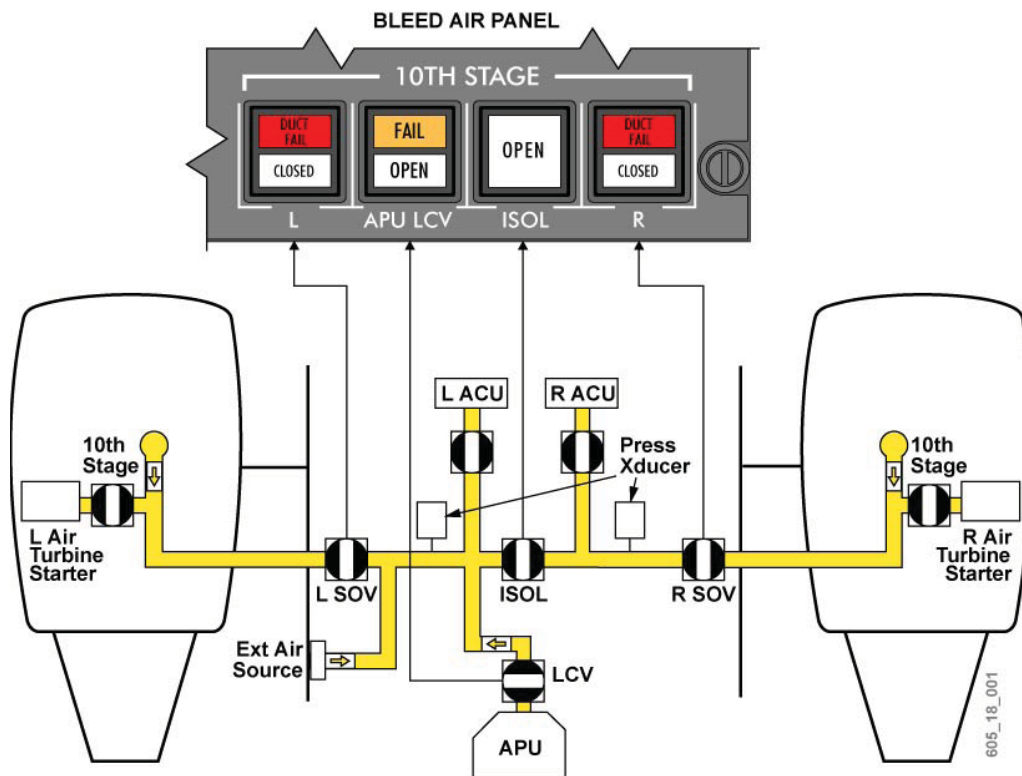 BLEED AIR PANEL
10TH STAGE
DUCT
FAIL
CLOSED
FAIL
OPEN
OPEN
DUCT
FAIL
CLOSED
L
APU LCV
ISOL
R
L ACU
R ACU
10th
Stage
Press
Xducer
10th
Stage
L Air
Turbine
Starter
R Air
Turbine
Starter
L SOV
ISOL
R SOV
Ext Air
Source
LCV
APU
605_18_001